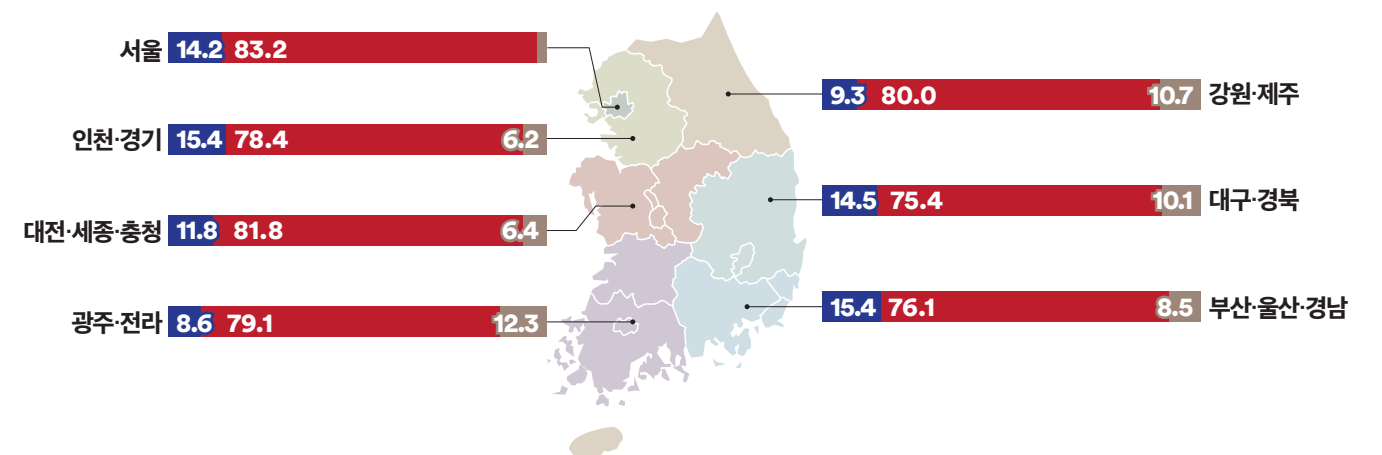 서울 14.2 83.2
인천·경기 15.4 78.4 6.2
대전·세종·충청 11.8 81.8 6.4
광주·전라 8.6 79.1 12.3
9.3 80.0 10.7 강원·제주
14.5 75.4 10.1 대구·경북
15.4 76.1 8.5 부산·울산·경남